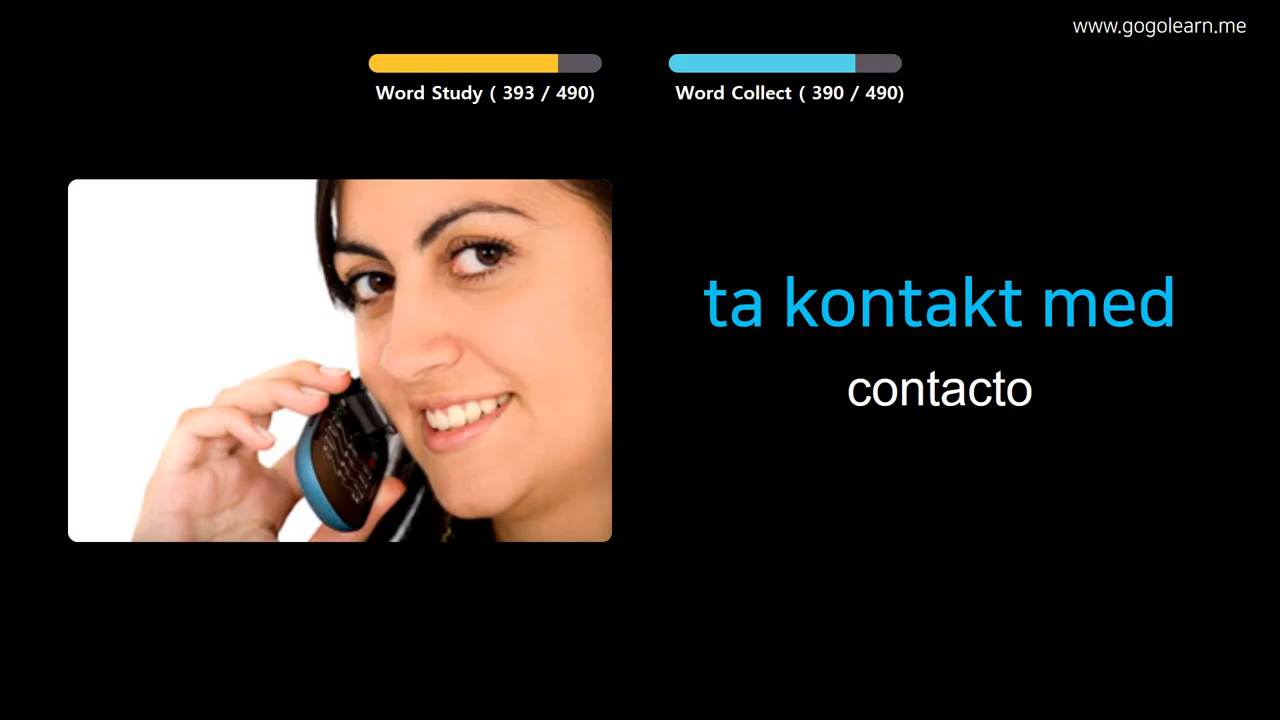 www.gogolearn.me
Word Study ( 393 / 490)
Word Collect ( 390 / 490)
ta kontakt med
contacto